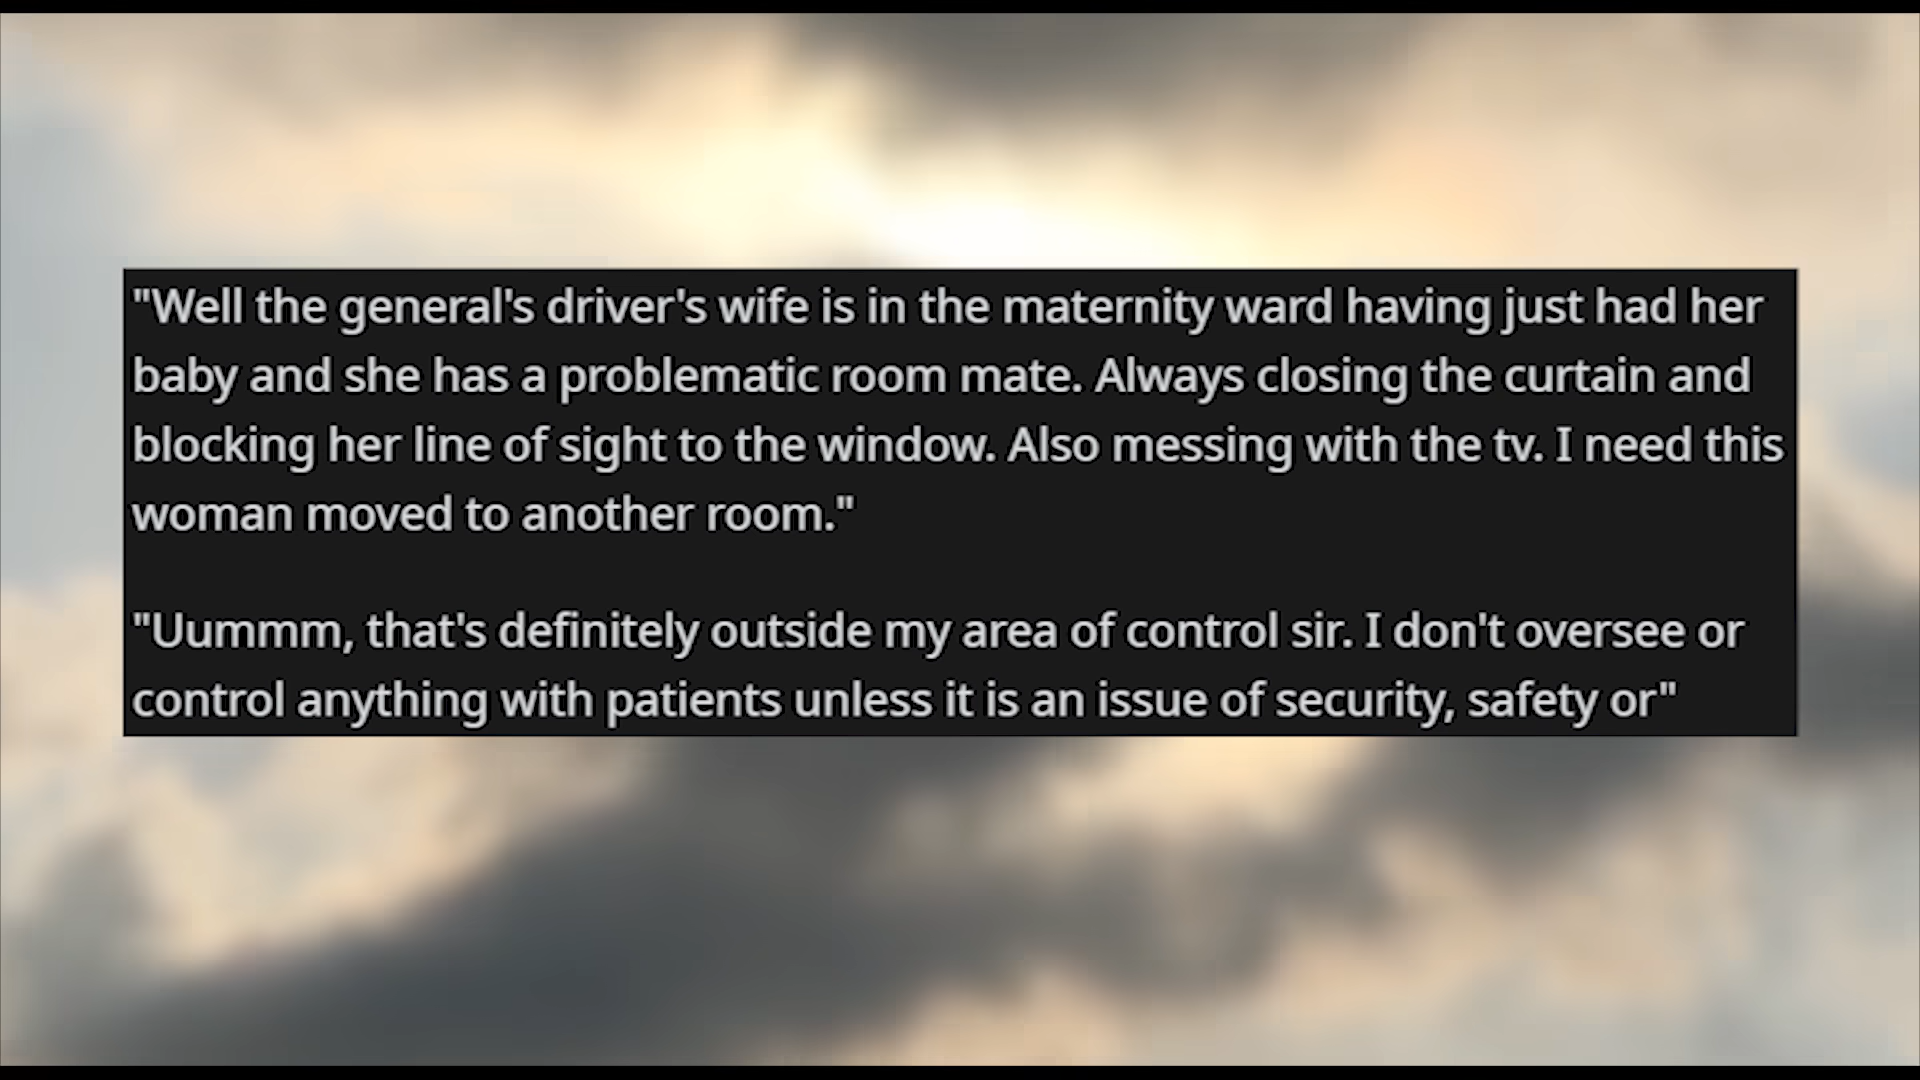 "Well the general's driver's wife is in the maternity ward having just had her
baby and she has a problematic room mate. Always closing the curtain and
blocking her line of sight to the window. Also messing with the tv. I need this
woman moved to another room."
"Uummm, that's definitely outside my area of control sir. I don't oversee or
control anything with patients unless it is an issue of security, safety or"